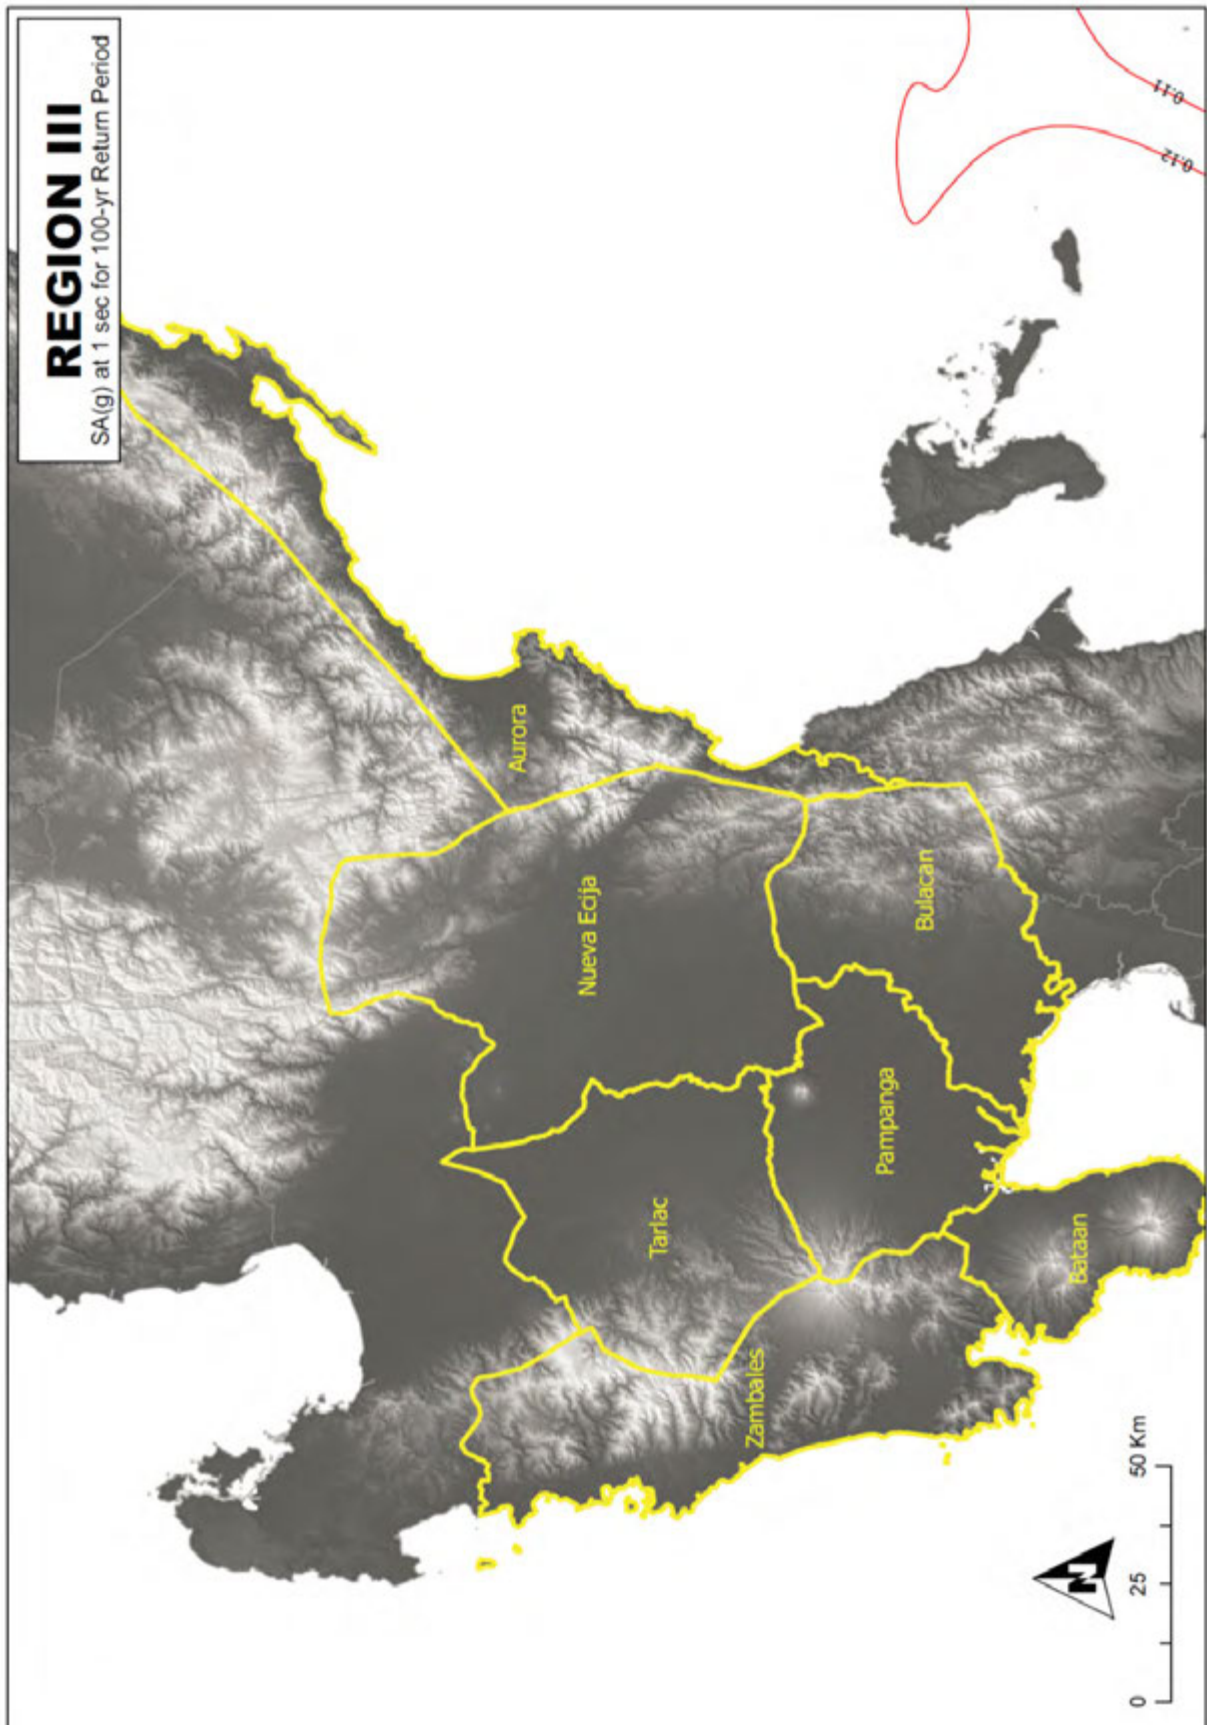 REGION III
SA(g) at 1 sec for 100-yr Return Period
0.11
0.12
Aurora
Nueva Ecija
Bulacan
Tarlac
Pampanga
Zambales
Bataan
N
0 25 50 Km